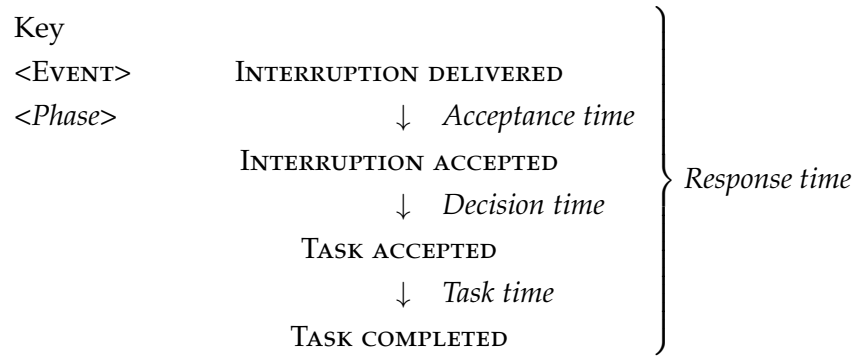 Key
<EVENT> INTERRUPTION DELIVERED
<Phase> ↓ Acceptance time
INTERRUPTION ACCEPTED
↓ Decision time
TASK ACCEPTED
↓ Task time
TASK COMPLETED
Response time